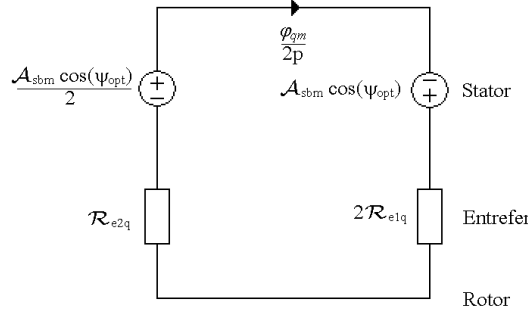 φqm
2p
𝒜sbm cos(ψopt)
2
𝒜sbm cos(ψopt)
Stator
ℛe2q
2ℛe1q
Entrefer
Rotor